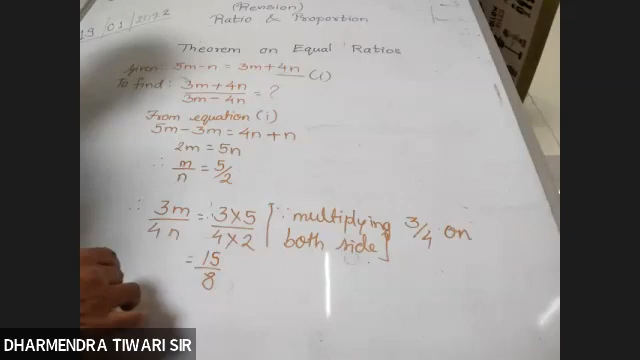 (Revision)
Ratio & Proportion
19/01/2022
Theorem on Equal Ratios
Given: 5m-n = 3m+4n (i)
To find: 3m+4n/3m-4n = ?
From equation (i)
5m-3m = 4n+n
2m = 5n
∴ m/n = 5/2
∴ 3m/4n = 3×5/4×2 [∵ multiplying 3/4 on both side]
= 15/8
DHARMENDRA TIWARI SIR